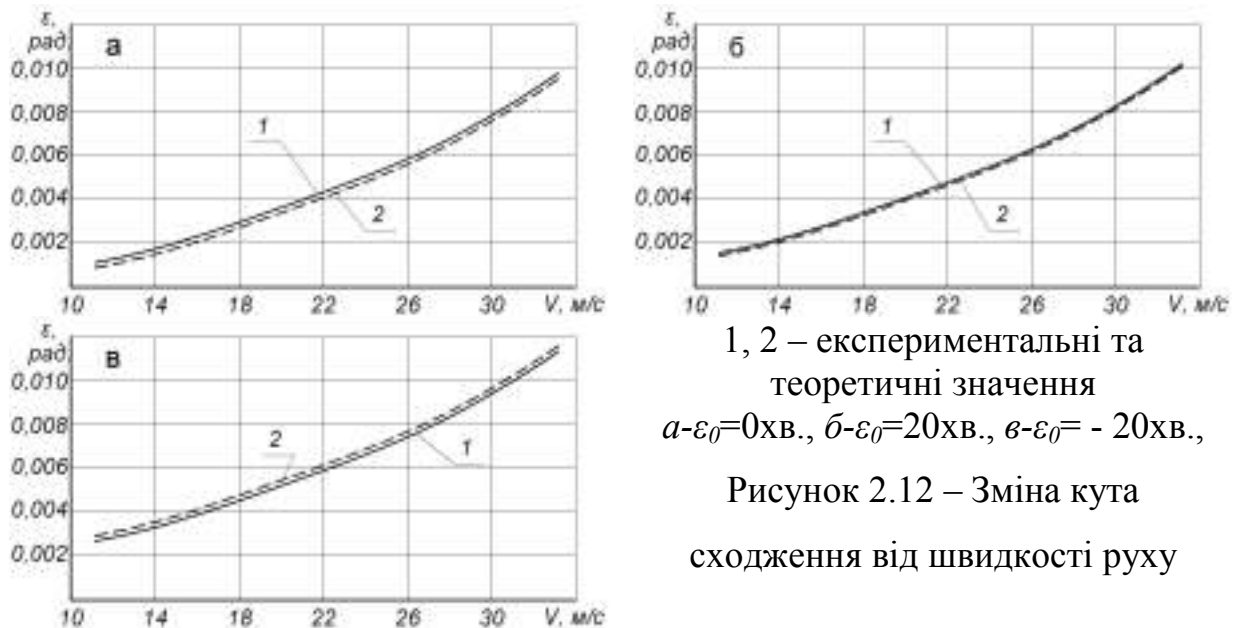 ε,
рад
а
0,010
0,008
0,006
0,004
0,002
1
2
10 14 18 22 26 30 V, м/с
ε,
рад
б
0,010
0,008
0,006
0,004
0,002
1
2
10 14 18 22 26 30 V, м/с
ε,
рад
в
0,010
0,008
0,006
0,004
0,002
2
1
10 14 18 22 26 30 V, м/с
1, 2 – експериментальні та
теоретичні значення
а-ε0=0хв., б-ε0=20хв., в-ε0= - 20хв.,
Рисунок 2.12 – Зміна кута
сходження від швидкості руху